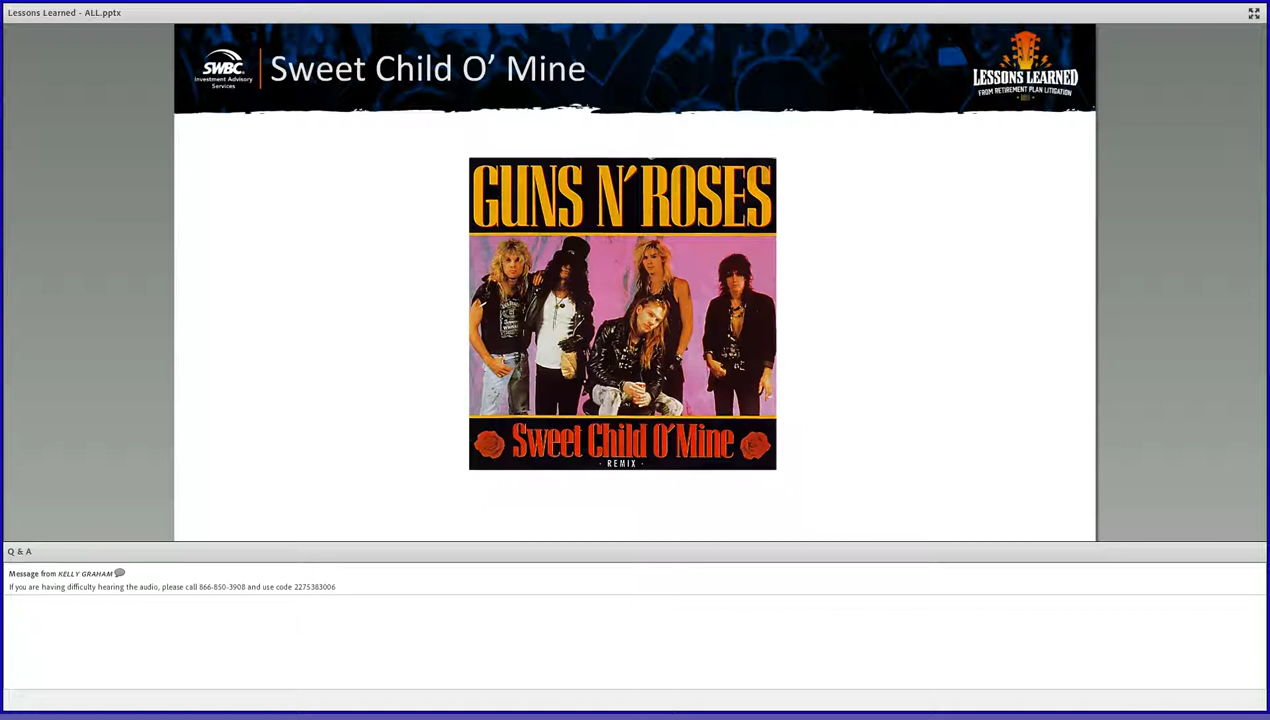 Lessons Learned - ALL.pptx
SWBC
Investment Advisory
Services
Sweet Child O’ Mine
LESSONS LEARNED
FROM RETIREMENT PLAN LITIGATION
GUNS N’ ROSES
Sweet Child O’ Mine
· REMIX ·
Q & A
Message from KELLY GRAHAM
If you are having difficulty hearing the audio, please call 866-850-3908 and use code 2275383006